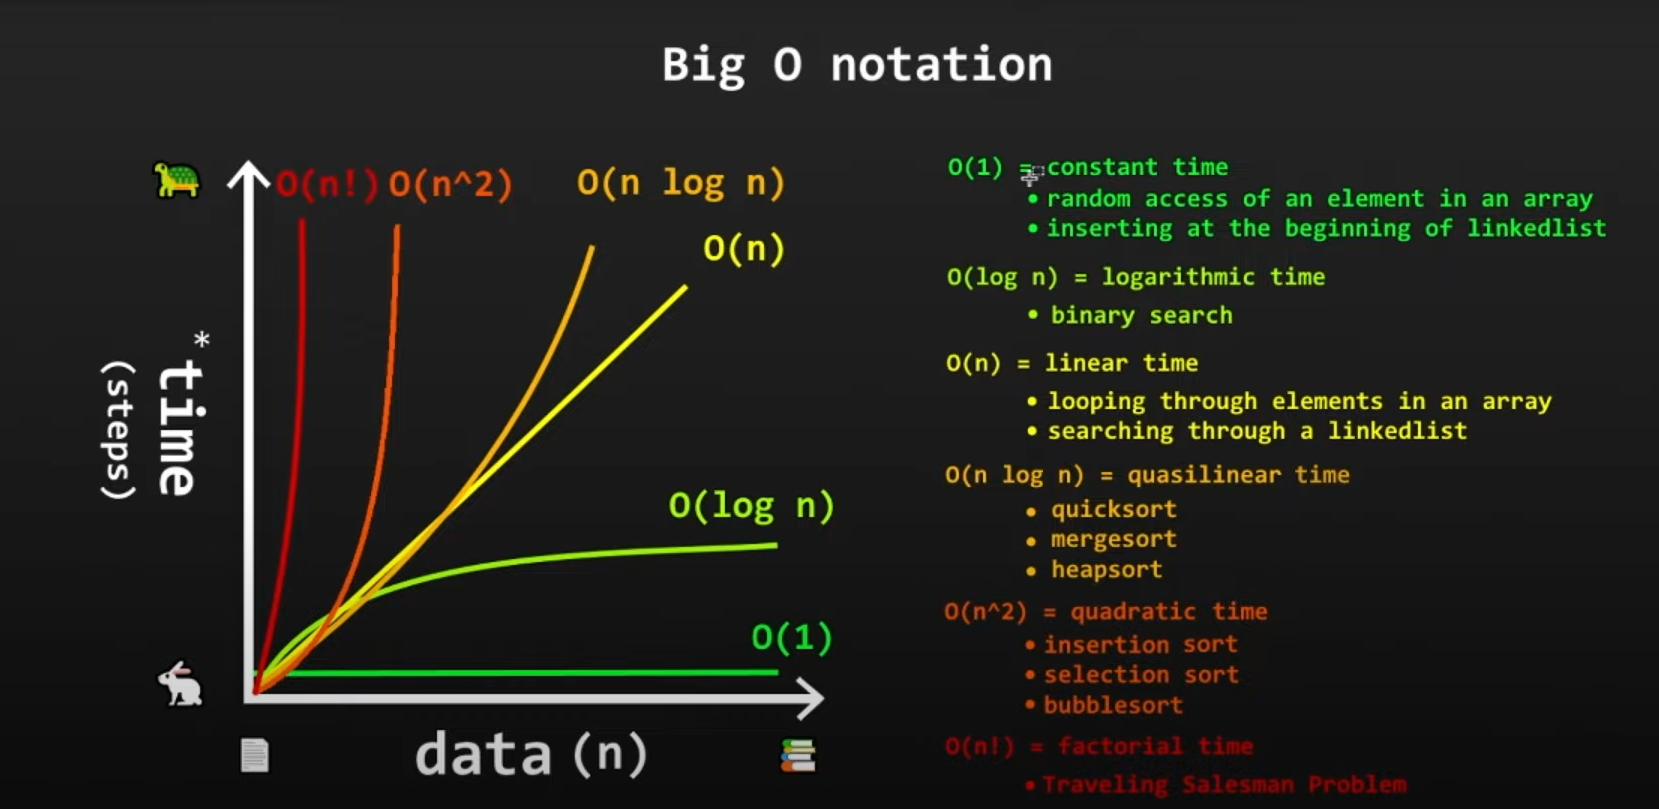 Big O notation
O(n!)
O(n^2)
O(n log n)
O(n)
O(log n)
O(1)
*
time
(steps)
data (n)
O(1) = constant time
• random access of an element in an array
• inserting at the beginning of linkedlist
O(log n) = logarithmic time
• binary search
O(n) = linear time
• looping through elements in an array
• searching through a linkedlist
O(n log n) = quasilinear time
• quicksort
• mergesort
• heapsort
O(n^2) = quadratic time
• insertion sort
• selection sort
• bubblesort
O(n!) = factorial time
• Traveling Salesman Problem